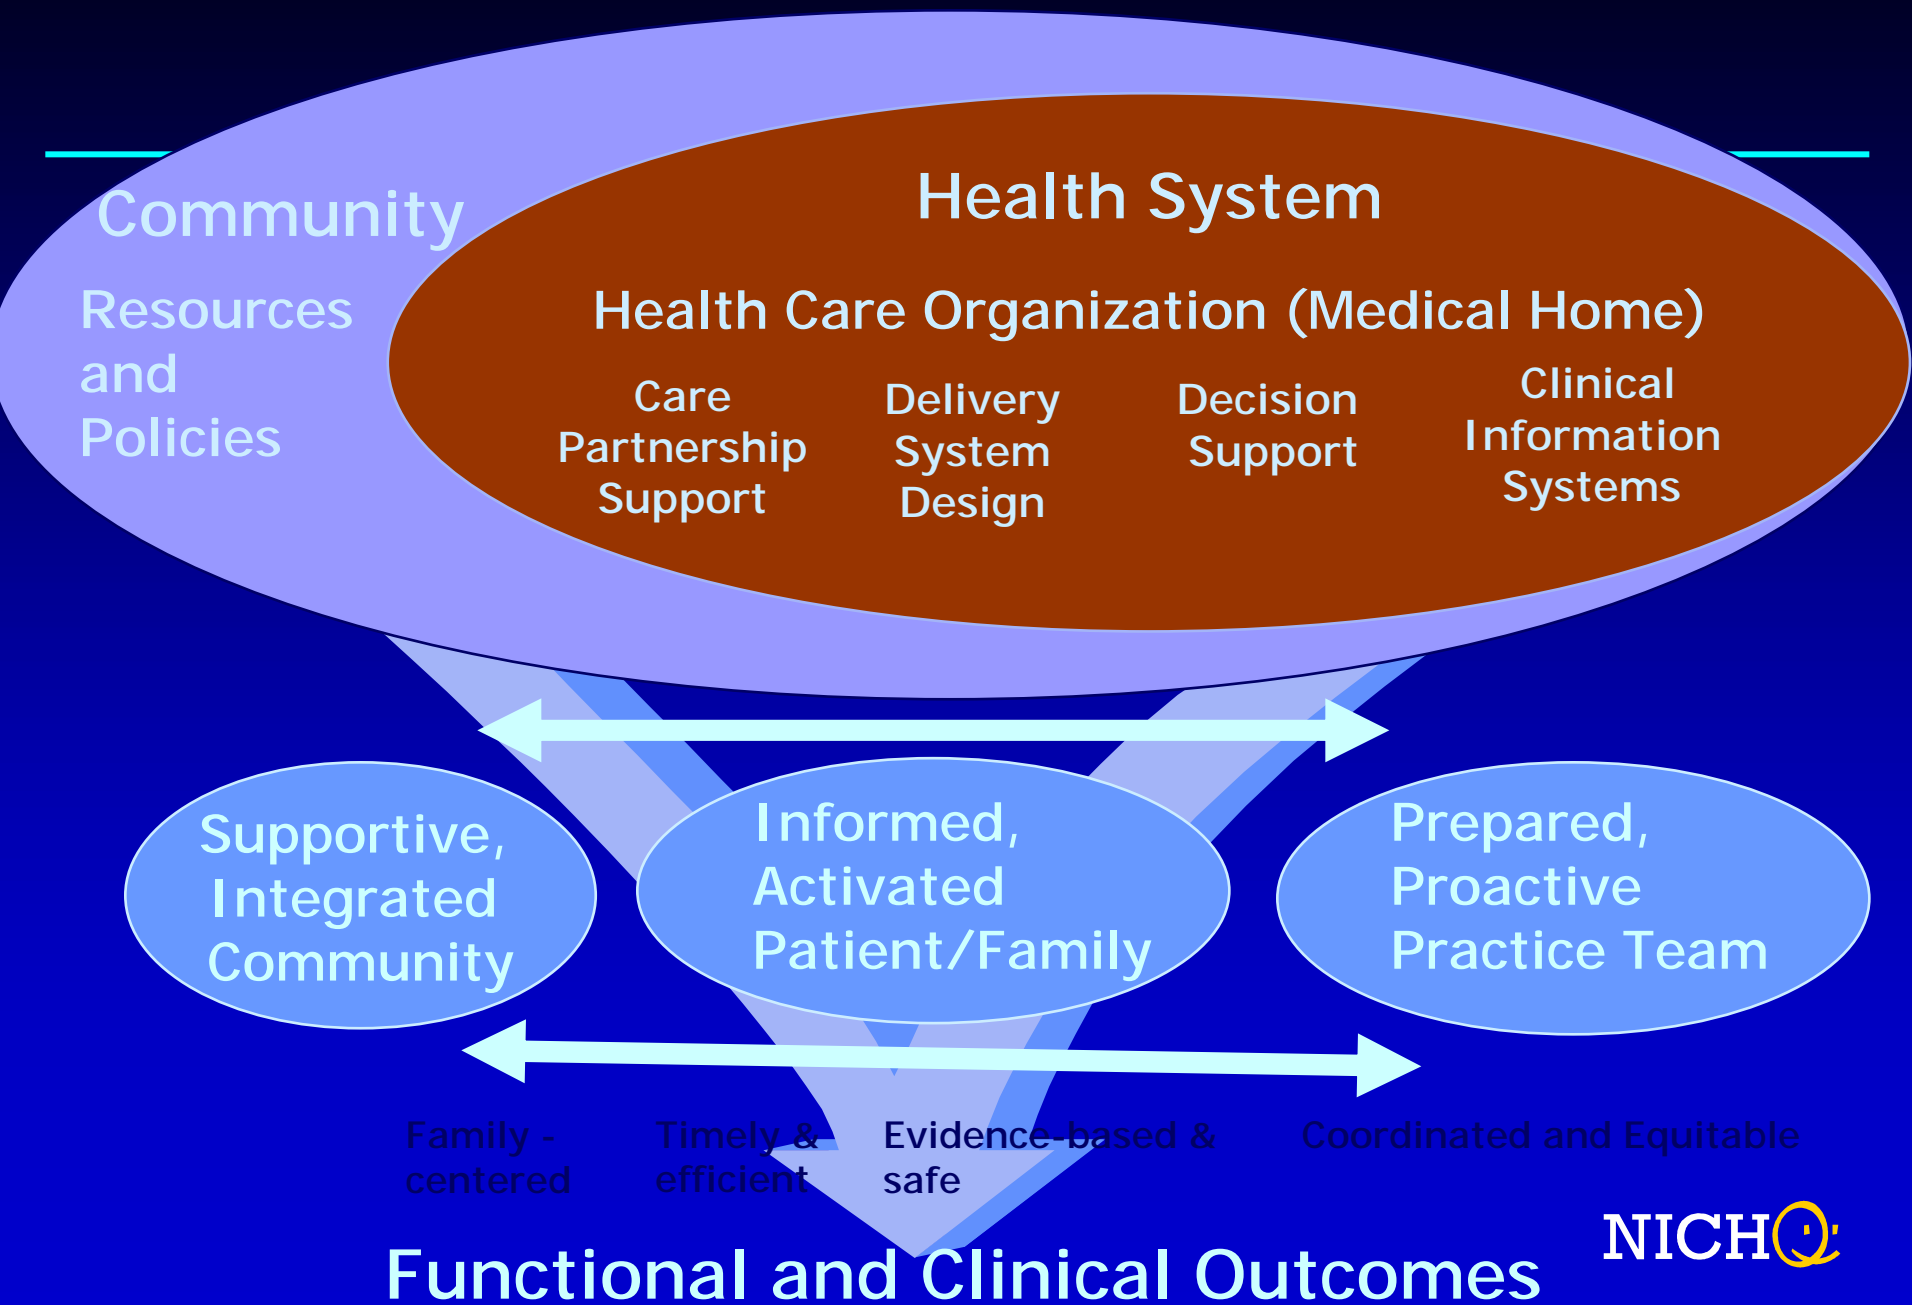 Community
Resources
and
Policies
Health System
Health Care Organization (Medical Home)
Care
Partnership
Support
Delivery
System
Design
Decision
Support
Clinical
Information
Systems
Supportive,
Integrated
Community
Informed,
Activated
Patient/Family
Prepared,
Proactive
Practice Team
Family -
centered
Timely &
efficient
Evidence-based &
safe
Coordinated and Equitable
Functional and Clinical Outcomes
NICHQ